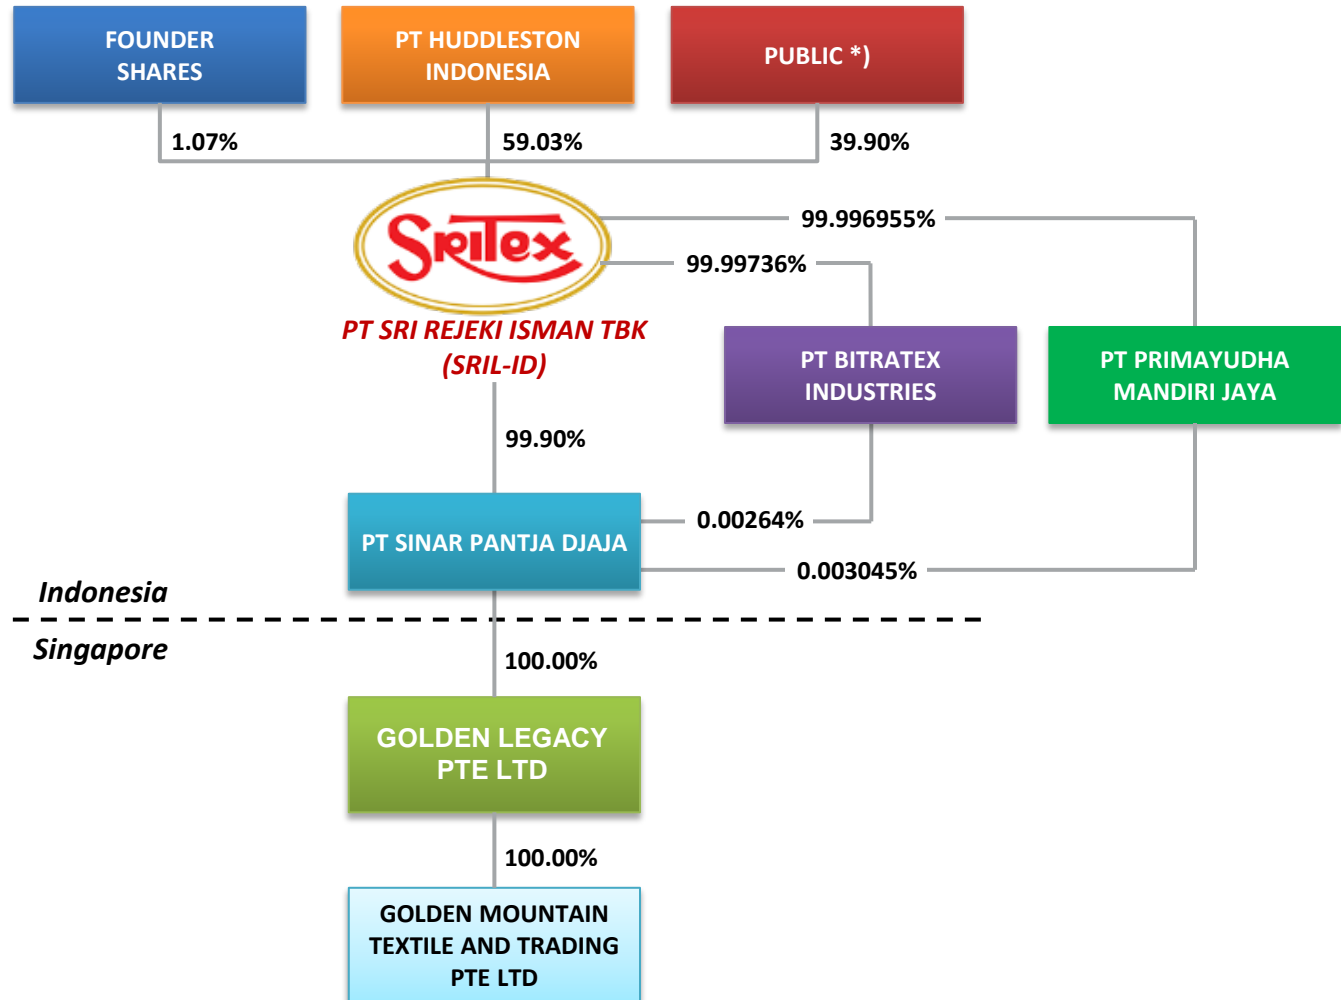 FOUNDER
SHARES
PT HUDDLESTON
INDONESIA
PUBLIC *)
1.07%
59.03%
39.90%
SRITex
99.996955%
99.99736%
PT SRI REJEKI ISMAN TBK
(SRIL-ID)
PT BITRATEX
INDUSTRIES
PT PRIMAYUDHA
MANDIRI JAYA
99.90%
PT SINAR PANTJA DJAJA
0.00264%
0.003045%
Indonesia
Singapore
100.00%
GOLDEN LEGACY
PTE LTD
100.00%
GOLDEN MOUNTAIN
TEXTILE AND TRADING
PTE LTD